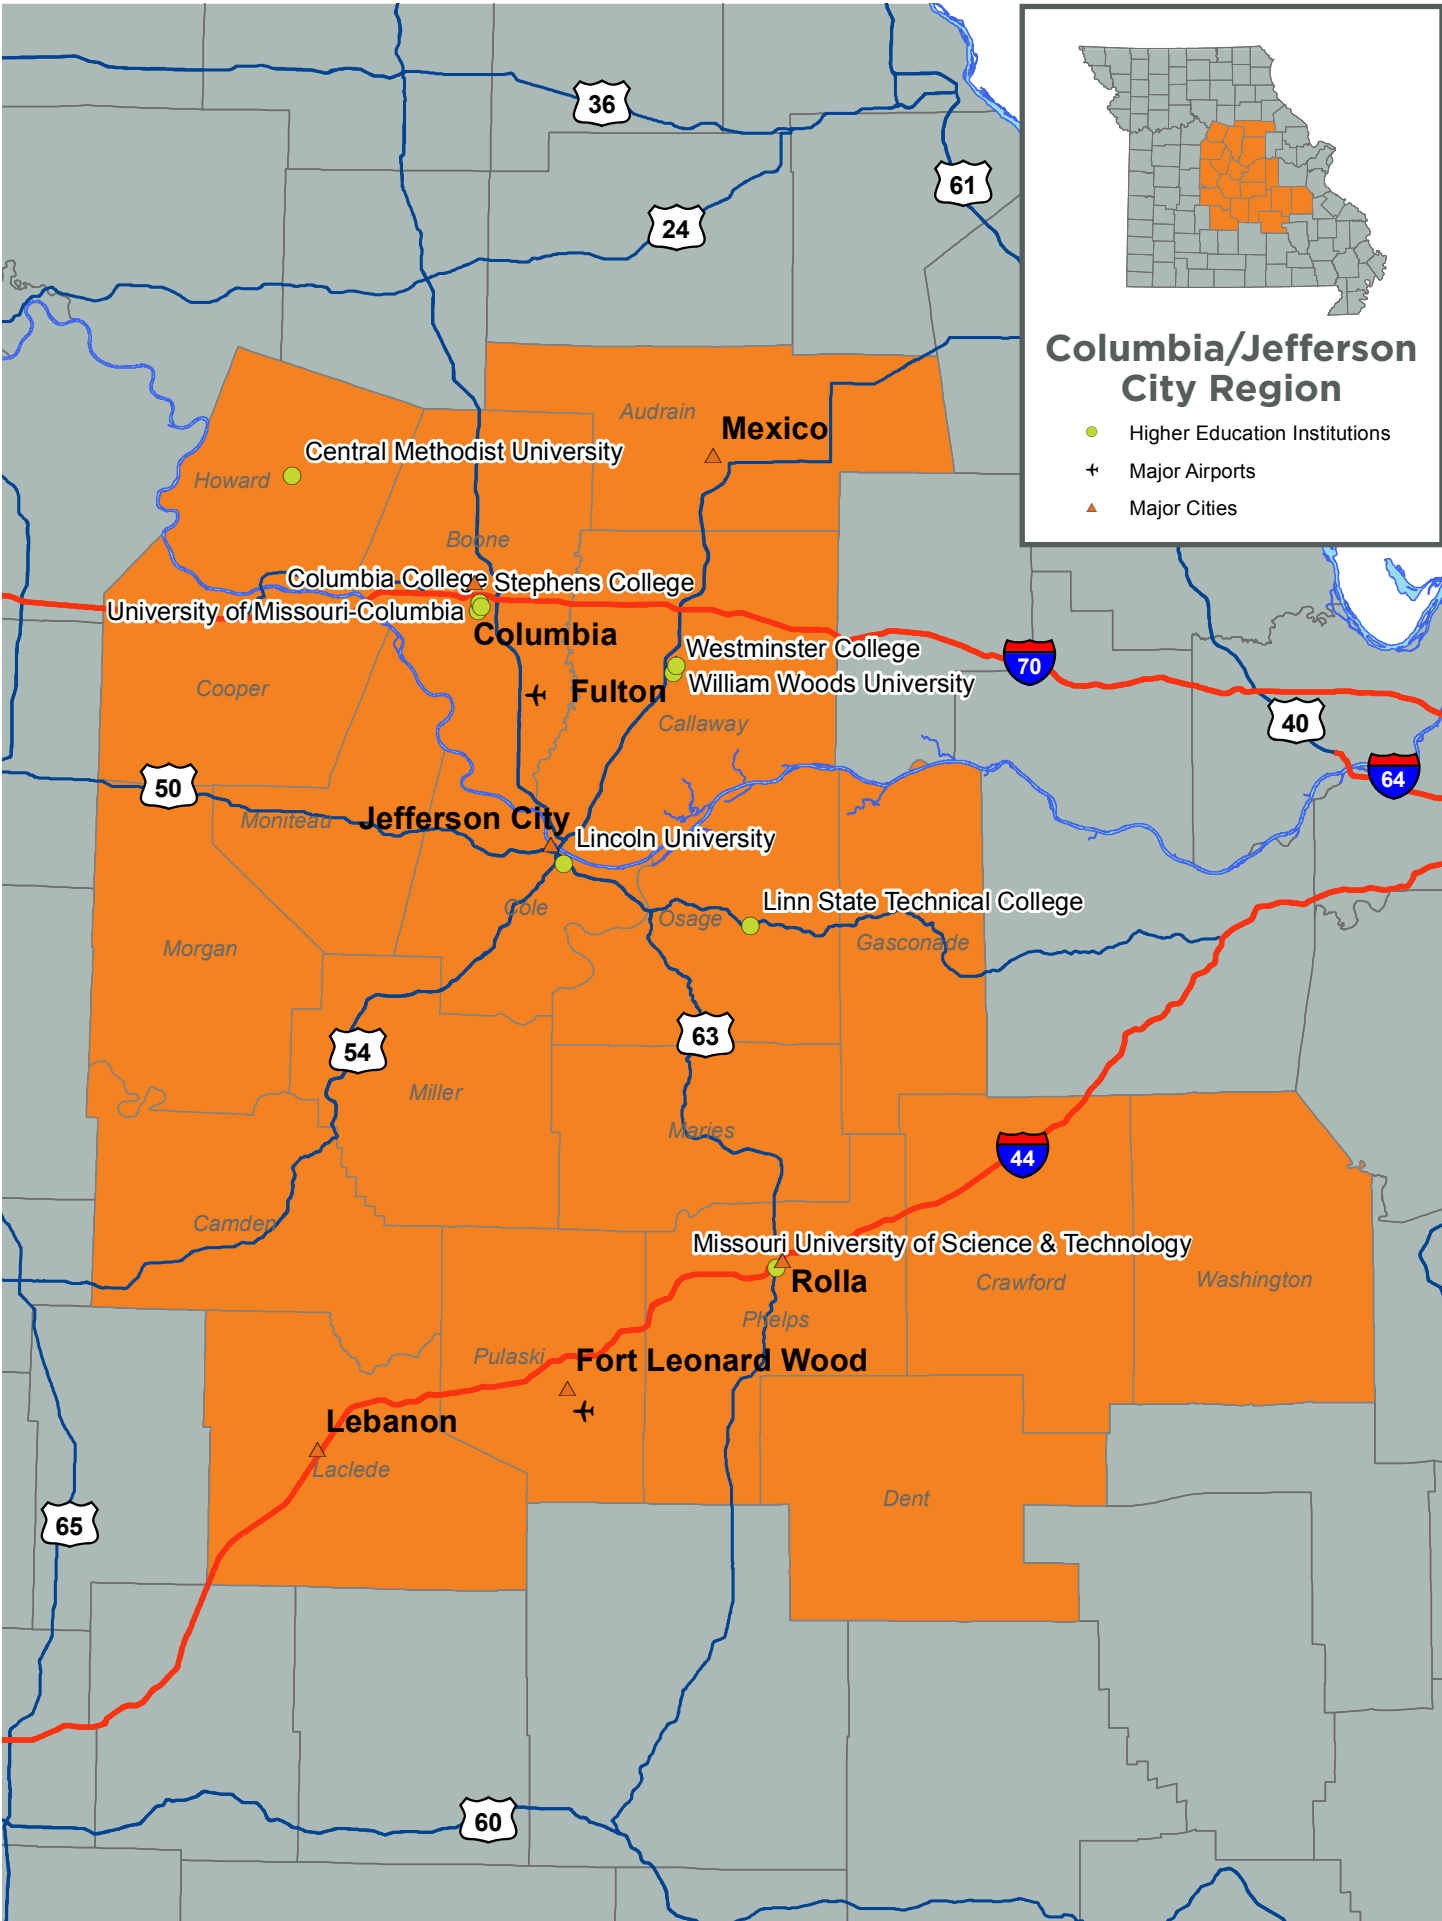 36
61
24
Columbia/Jefferson
City Region
Higher Education Institutions
Major Airports
Major Cities
Audrain
Mexico
Central Methodist University
Howard
Boone
Columbia College
Stephens College
University of Missouri-Columbia
Columbia
Westminster College
70
Fulton
William Woods University
Cooper
Callaway
40
64
50
Moniteau
Jefferson City
Lincoln University
Linn State Technical College
Cole
Osage
Gasconade
Morgan
63
54
Miller
Maries
44
Camden
Missouri University of Science & Technology
Rolla
Crawford
Washington
Phelps
Pulaski
Fort Leonard Wood
Lebanon
Laclede
Dent
65
60